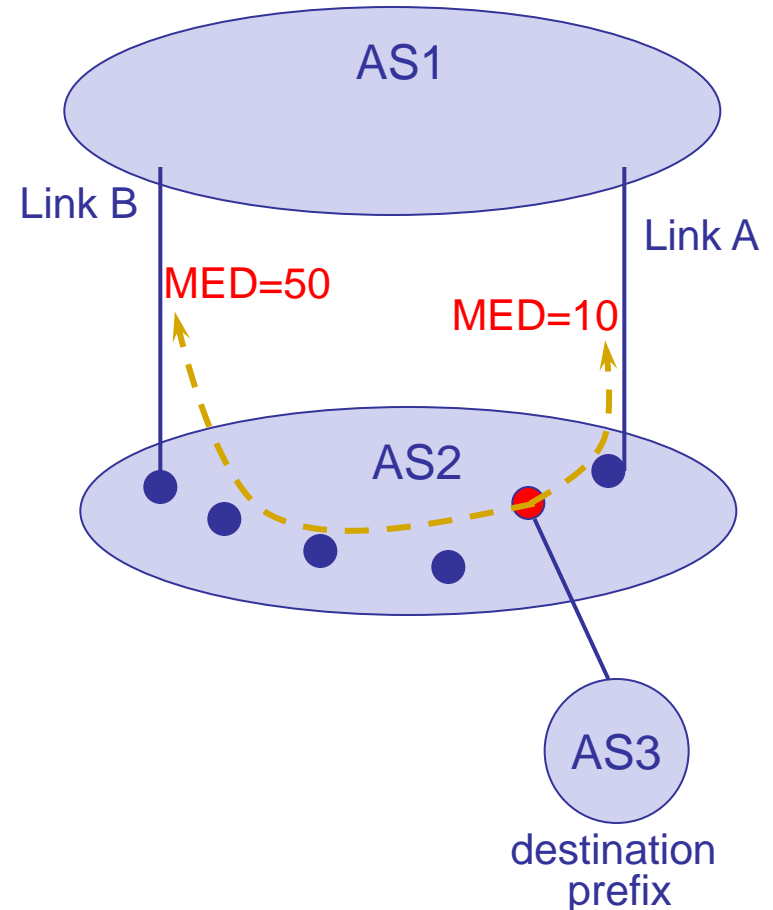 AS1
Link B
Link A
MED=50
MED=10
AS2
AS3
destination
prefix